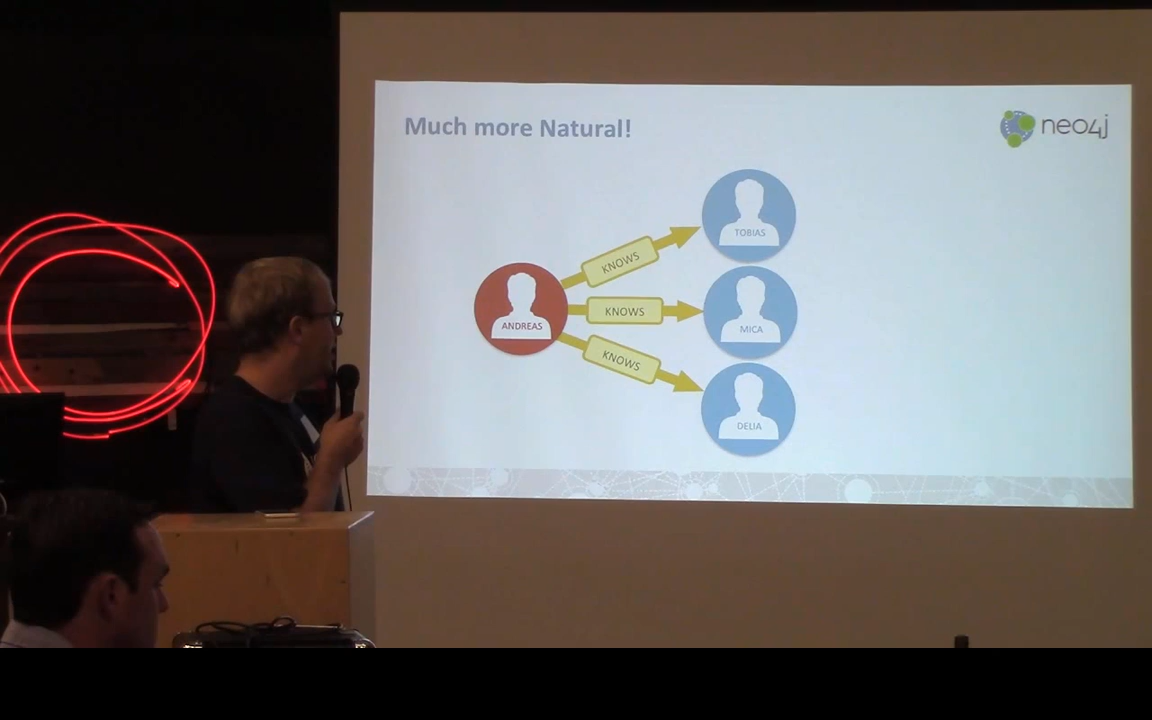 Much more Natural!
neo4j
TOBIAS
KNOWS
ANDREAS
KNOWS
MICA
KNOWS
DELIA